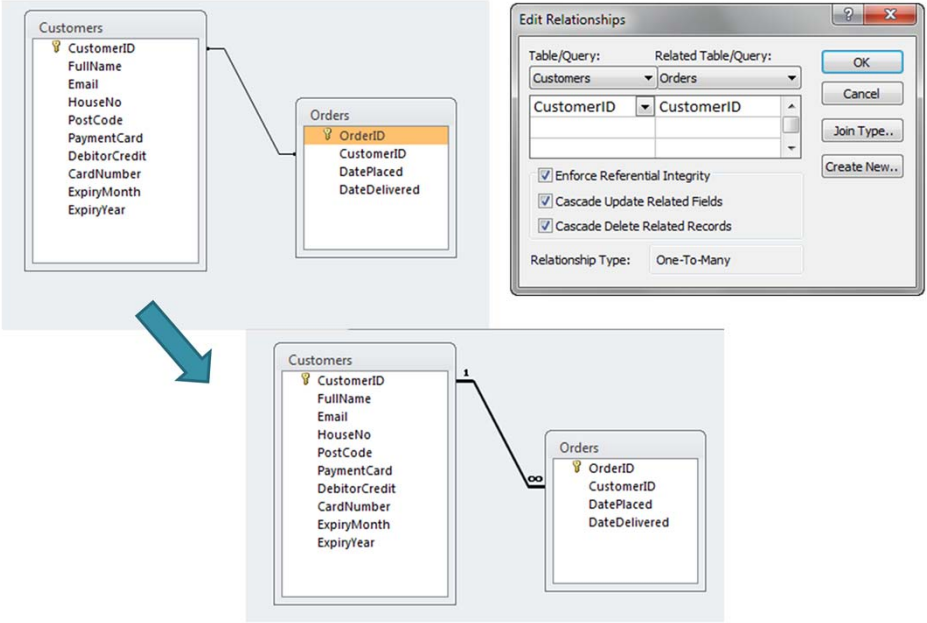 Customers
CustomerID
FullName
Email
HouseNo
PostCode
PaymentCard
DebitorCredit
CardNumber
ExpiryMonth
ExpiryYear
Orders
OrderID
CustomerID
DatePlaced
DateDelivered
Edit Relationships
Table/Query: Related Table/Query:
Customers Orders
CustomerID CustomerID
Enforce Referential Integrity
Cascade Update Related Fields
Cascade Delete Related Records
Relationship Type: One-To-Many
OK
Cancel
Join Type..
Create New..
Customers
CustomerID
FullName
Email
HouseNo
PostCode
PaymentCard
DebitorCredit
CardNumber
ExpiryMonth
ExpiryYear
1
∞
Orders
OrderID
CustomerID
DatePlaced
DateDelivered